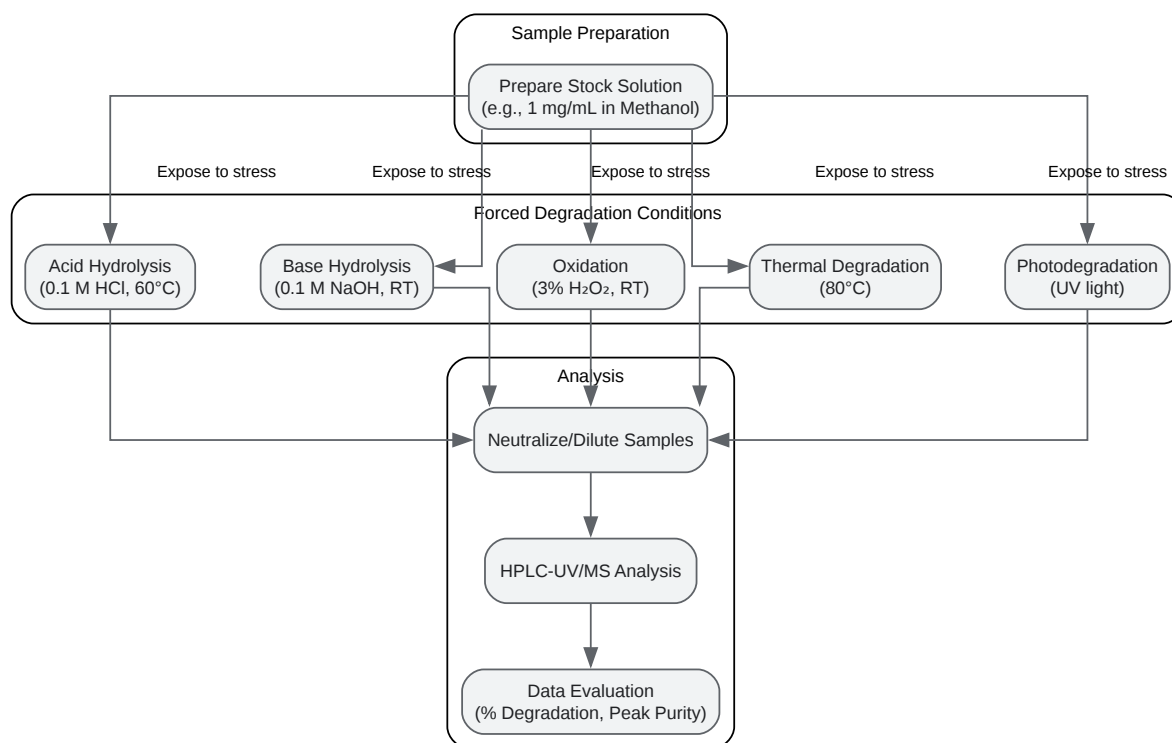 Sample Preparation
Prepare Stock Solution
(e.g., 1 mg/mL in Methanol)
Expose to stress
Expose to stress
Expose to stress
Expose to stress
Expose to stress
Forced Degradation Conditions
Acid Hydrolysis
(0.1 M HCl, 60°C)
Base Hydrolysis
(0.1 M NaOH, RT)
Oxidation
(3% H₂O₂, RT)
Thermal Degradation
(80°C)
Photodegradation
(UV light)
Analysis
Neutralize/Dilute Samples
HPLC-UV/MS Analysis
Data Evaluation
(% Degradation, Peak Purity)